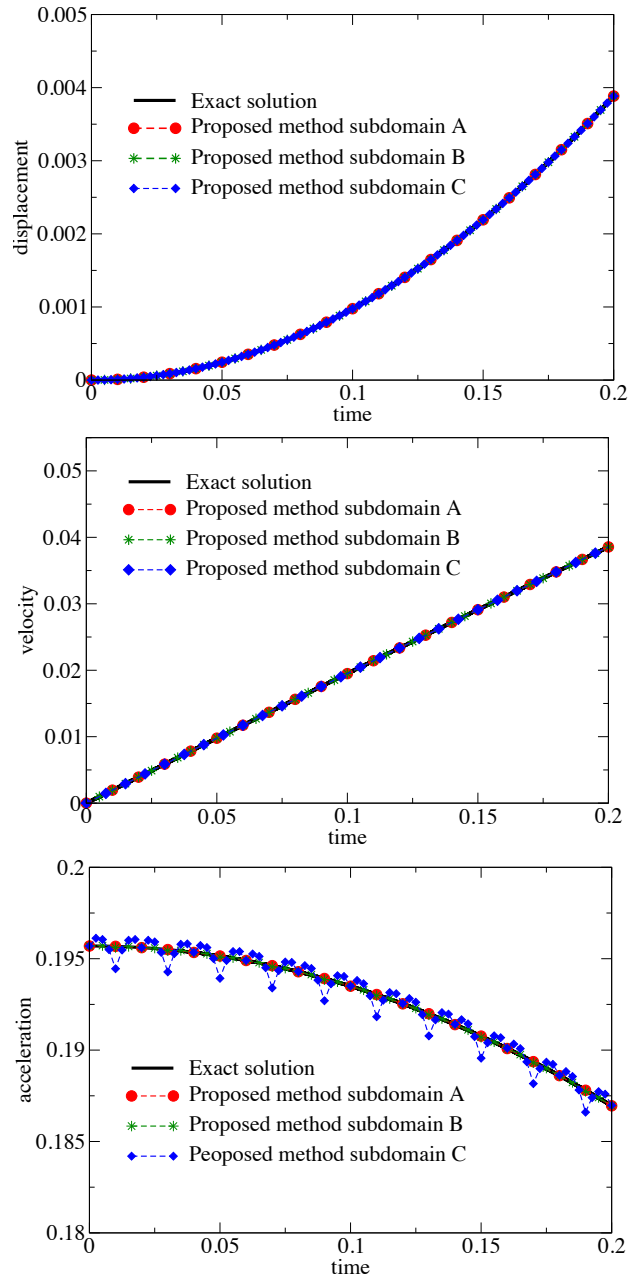 0.005
0.004
0.003
0.002
0.001
0
displacement
Exact solution
Proposed method subdomain A
Proposed method subdomain B
Proposed method subdomain C
0 0.05 0.1 0.15 0.2
time
0.05
0.04
0.03
0.02
0.01
0
velocity
Exact solution
Proposed method subdomain A
Proposed method subdomain B
Proposed method subdomain C
0 0.05 0.1 0.15 0.2
time
0.2
0.195
0.19
0.185
0.18
acceleration
Exact solution
Proposed method subdomain A
Proposed method subdomain B
Peoposed method subdomain C
0 0.05 0.1 0.15 0.2
time